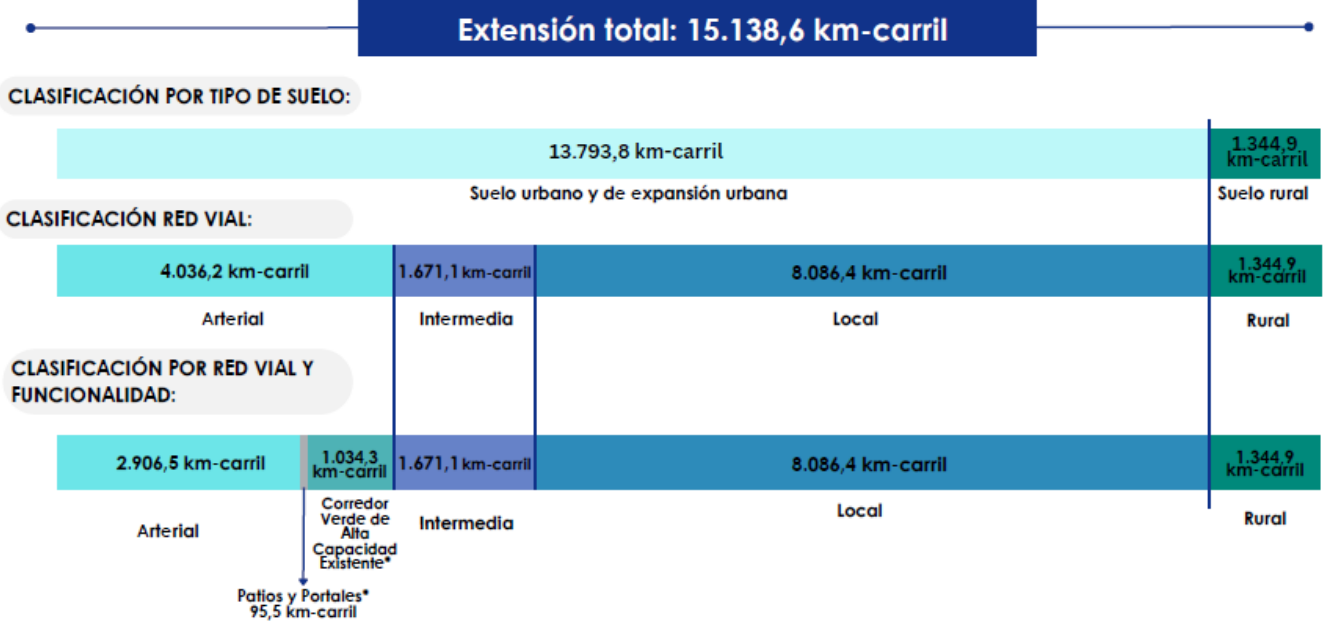 Extensión total: 15.138,6 km-carril
CLASIFICACIÓN POR TIPO DE SUELO:
13.793,8 km-carril
1.344,9
km-carril
Suelo urbano y de expansión urbana
Suelo rural
CLASIFICACIÓN RED VIAL:
4.036,2 km-carril
1.671,1 km-carril
8.086,4 km-carril
1.344,9
km-carril
Arterial
Intermedia
Local
Rural
CLASIFICACIÓN POR RED VIAL Y
FUNCIONALIDAD:
2.906,5 km-carril
1.034,3
km-carril
1.671,1 km-carril
8.086,4 km-carril
1.344,9
km-carril
Arterial
Corredor
Verde de
Alta
Capacidad
Existente*
Intermedia
Local
Rural
Patios y Portales*
95,5 km-carril